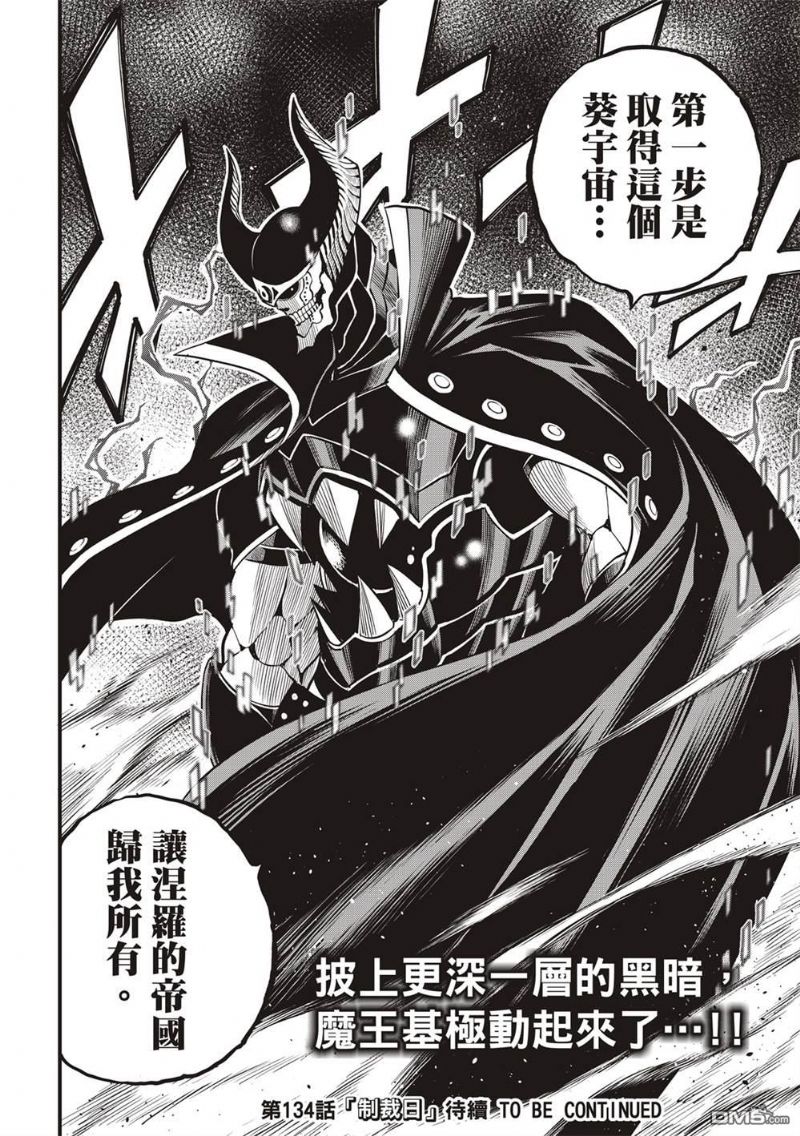 第一步是
取得這個
葵宇宙…
讓涅羅的帝國
歸我所有。
披上更深一層的黑暗，
魔王基極動起來了…!!
第134話『制裁日』待續 TO BE CONTINUED